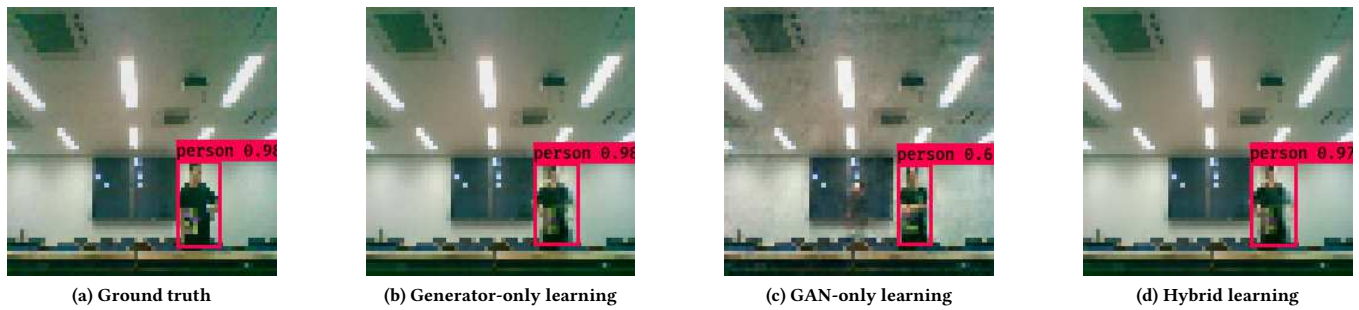 person 0.98
person 0.98
person 0.6
person 0.97
(a) Ground truth
(b) Generator-only learning
(c) GAN-only learning
(d) Hybrid learning